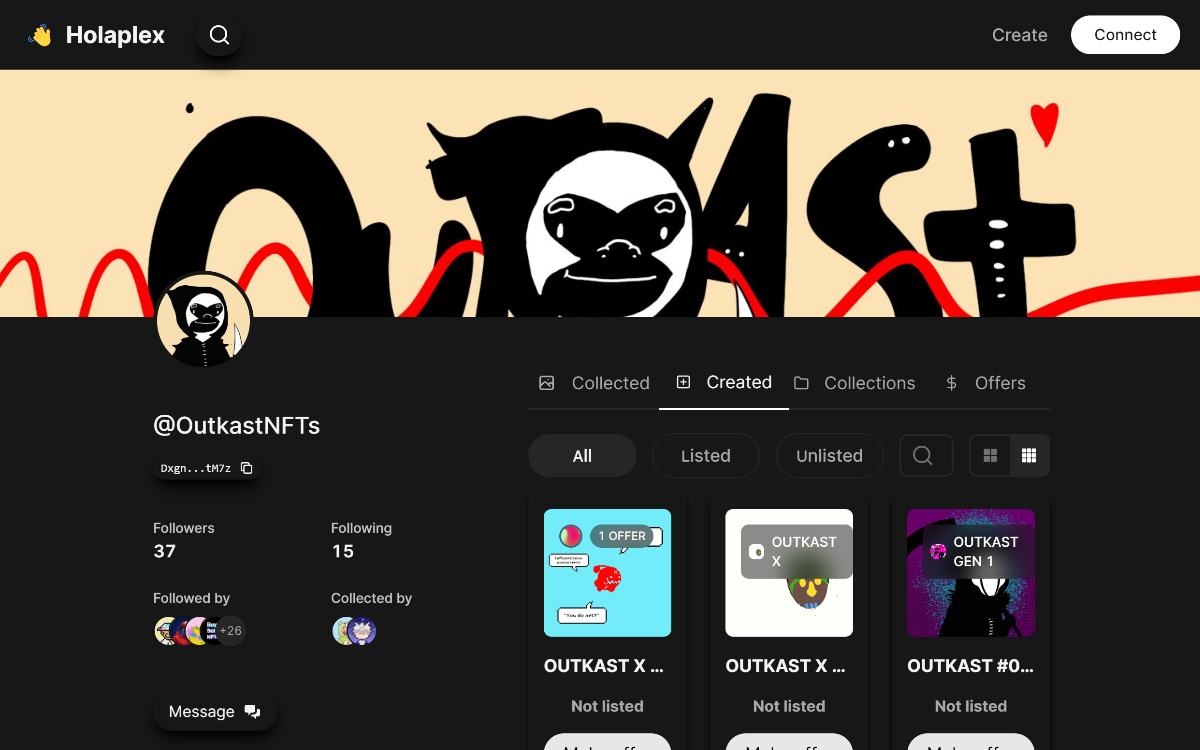 Holaplex
Create
Connect
OutKAST
@OutkastNFTs
Dxgn...tM7z
Followers
37
Following
15
Followed by
+26
Collected by
Message
Collected
Created
Collections
Offers
All
Listed
Unlisted
1 OFFER
"You do art?"
OUTKAST X ...
Not listed
OUTKAST
X
OUTKAST X ...
Not listed
OUTKAST
GEN 1
OUTKAST #0...
Not listed